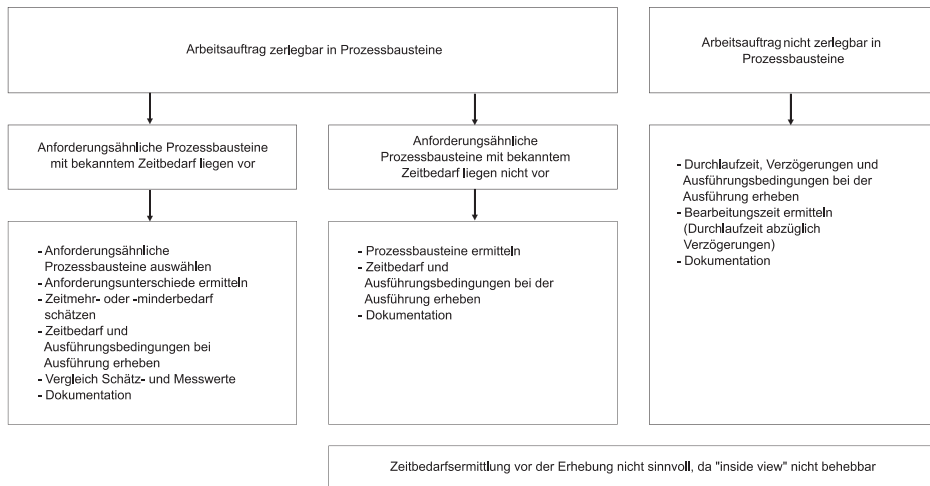 Arbeitsauftrag zerlegbar in Prozessbausteine
Arbeitsauftrag nicht zerlegbar in
Prozessbausteine
Anforderungsähnliche Prozessbausteine
mit bekanntem Zeitbedarf liegen vor
Anforderungsähnliche
Prozessbausteine mit bekanntem
Zeitbedarf liegen nicht vor
- Durchlaufzeit, Verzögerungen und
Ausführungsbedingungen bei der
Ausführung erheben
- Bearbeitungszeit ermitteln
(Durchlaufzeit abzüglich
Verzögerungen)
- Dokumentation
- Anforderungsähnliche
Prozessbausteine auswählen
- Anforderungsunterschiede ermitteln
- Zeitmehr- oder -minderbedarf
schätzen
- Zeitbedarf und
Ausführungsbedingungen bei
Ausführung erheben
- Vergleich Schätz- und Messwerte
- Dokumentation
- Prozessbausteine ermitteln
- Zeitbedarf und
Ausführungsbedingungen bei der
Ausführung erheben
- Dokumentation
Zeitbedarfsermittlung vor der Erhebung nicht sinnvoll, da "inside view" nicht behebbar